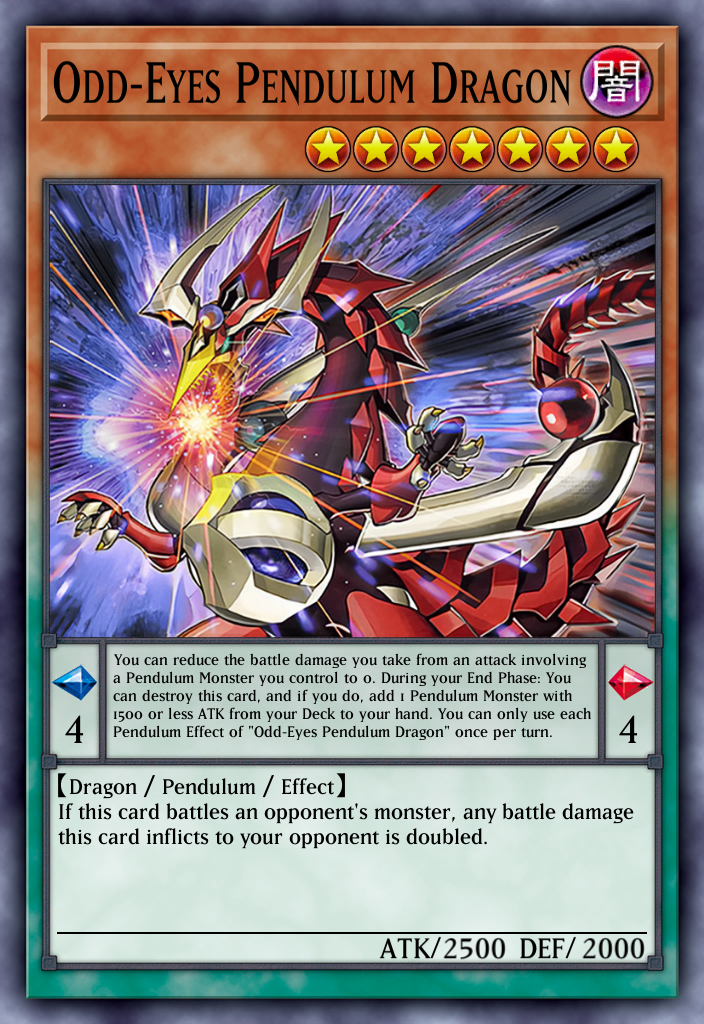 Odd-Eyes Pendulum Dragon
闇
You can reduce the battle damage you take from an attack involving
a Pendulum Monster you control to 0. During your End Phase: You
can destroy this card, and if you do, add 1 Pendulum Monster with
1500 or less ATK from your Deck to your hand. You can only use each
Pendulum Effect of "Odd-Eyes Pendulum Dragon" once per turn.
4
4
【Dragon / Pendulum / Effect】
If this card battles an opponent's monster, any battle damage
this card inflicts to your opponent is doubled.
ATK/2500 DEF/2000